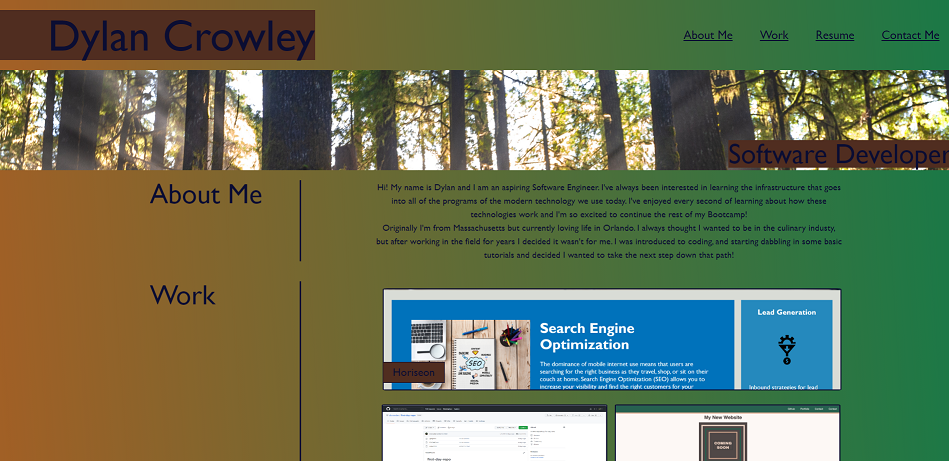 Dylan Crowley
About Me
Work
Resume
Contact Me
Software Developer
About Me
Hi! My name is Dylan and I am an aspiring Software Engineer. I've always been interested in learning the infrastructure that goes
into all of the programs of the modern technology we use today. I've enjoyed every second of learning about how these
technologies work and I'm so excited to continue the rest of my Bootcamp!
Originally I'm from Massachusetts but currently loving life in Orlando. I always thought I wanted to be in the culinary industy,
but after working in the field for years I decided it wasn't for me. I was introduced to coding, and starting dabbling in some basic
tutorials and decided I wanted to take the next step down that path!
Work
Search Engine
Optimization
The dominance of mobile internet use means that users are
searching for the right business as they travel, shop, or sit on their
couch at home. Search Engine Optimization (SEO) allows you to
increase your visibility and find the right customers for your
SEO
Horiseon
Lead Generation
Inbound strategies for lead
My New Website
COMING
SOON